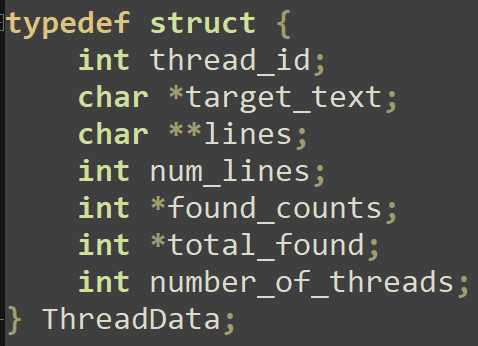 typedef struct {
    int thread_id;
    char *target_text;
    char **lines;
    int num_lines;
    int *found_counts;
    int *total_found;
    int number_of_threads;
} ThreadData;